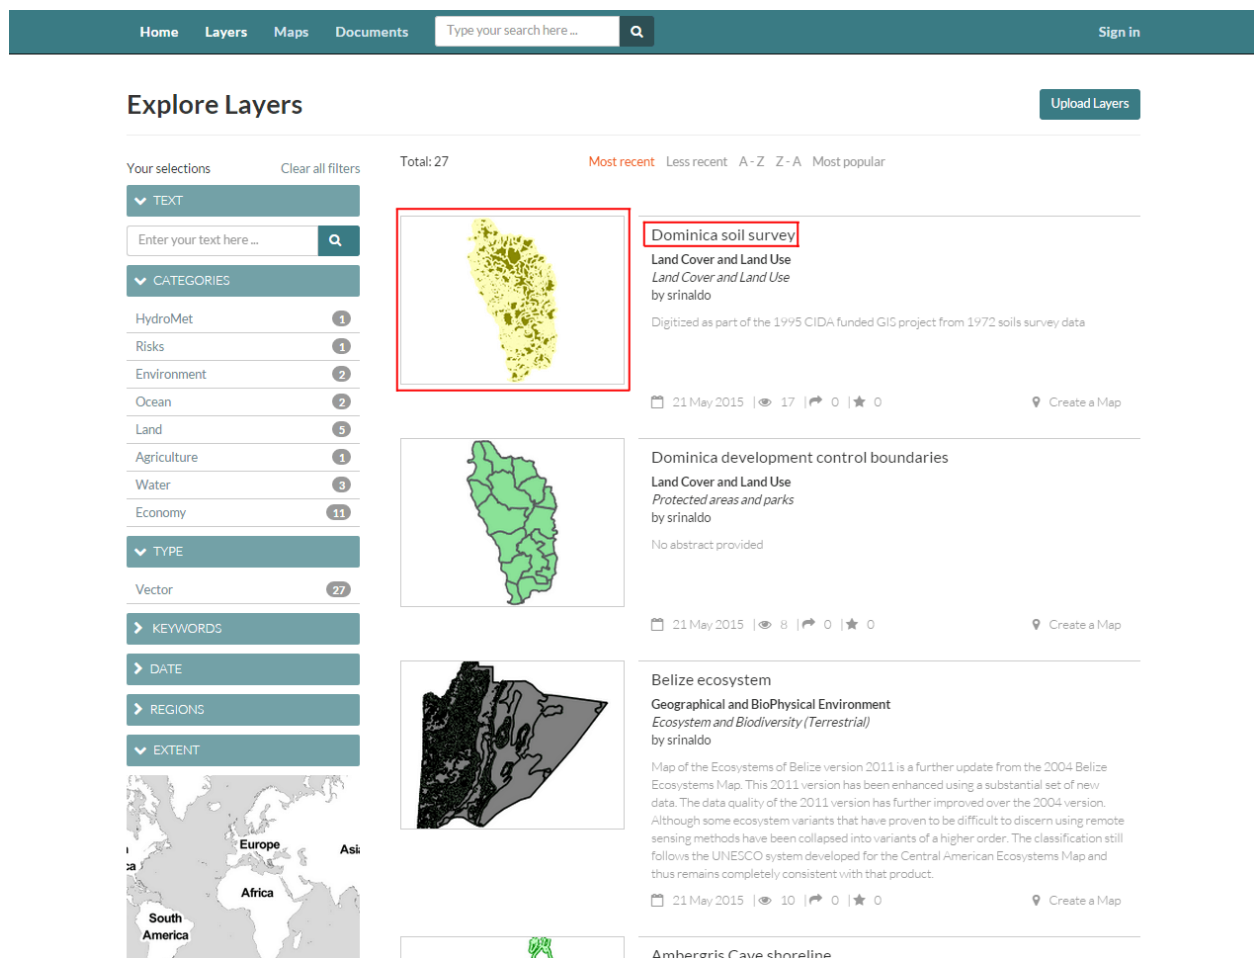 Home Layers Maps Documents Type your search here ... Sign in
Explore Layers
Upload Layers
Your selections Clear all filters
TEXT
Enter your text here ...
CATEGORIES
HydroMet 1
Risks 1
Environment 2
Ocean 2
Land 5
Agriculture 1
Water 3
Economy 11
TYPE
Vector 27
KEYWORDS
DATE
REGIONS
EXTENT
Europe
Asia
Africa
South
America
Total: 27 Most recent Less recent A - Z Z - A Most popular
Dominica soil survey
Land Cover and Land Use
Land Cover and Land Use
by srinaldo
Digitized as part of the 1995 CIDA funded GIS project from 1972 soils survey data
21 May 2015 | 17 | 0 | 0 Create a Map
Dominica development control boundaries
Land Cover and Land Use
Protected areas and parks
by srinaldo
No abstract provided
21 May 2015 | 8 | 0 | 0 Create a Map
Belize ecosystem
Geographical and BioPhysical Environment
Ecosystem and Biodiversity (Terrestrial)
by srinaldo
Map of the Ecosystems of Belize version 2011 is a further update from the 2004 Belize
Ecosystems Map. This 2011 version has been enhanced using a substantial set of new
data. The data quality of the 2011 version has further improved over the 2004 version.
Although some ecosystem variants that have proven to be difficult to discern using remote
sensing methods have been collapsed into variants of a higher order. The classification still
follows the UNESCO system developed for the Central American Ecosystems Map and
thus remains completely consistent with that product.
21 May 2015 | 10 | 0 | 0 Create a Map
Ambergris Caye shoreline